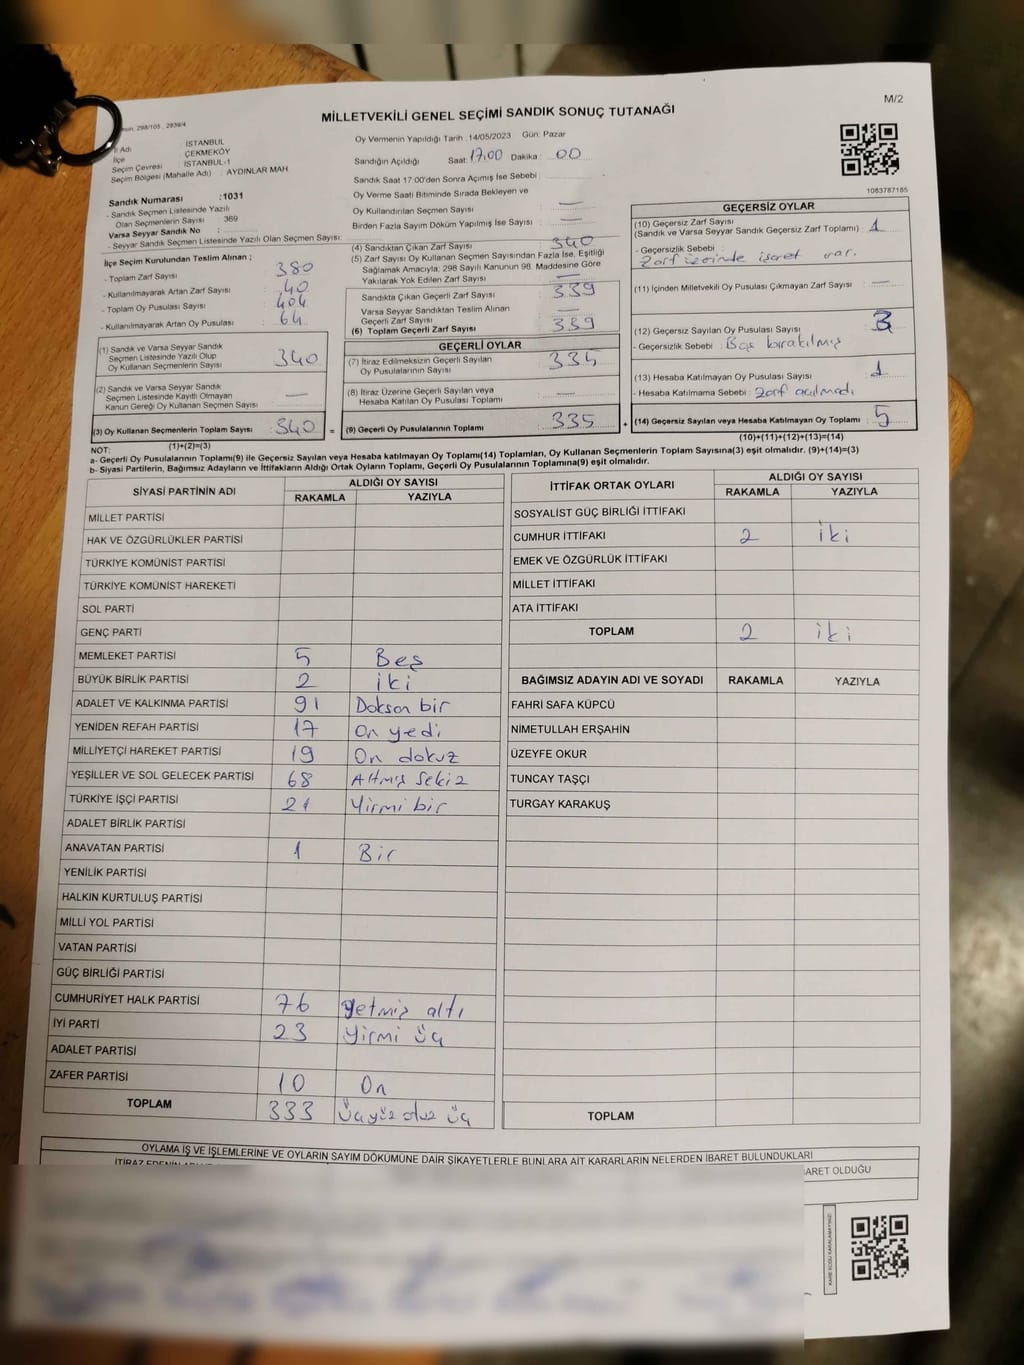 M/2
MİLLETVEKİLİ GENEL SEÇİMİ SANDIK SONUÇ TUTANAĞI
İl Adı İSTANBUL
İlçe ÇEKMEKÖY
Seçim Çevresi İSTANBUL-1
Seçim Bölgesi (Mahalle Adı) : AYDINLAR MAH
Oy Vermenin Yapıldığı Tarih : 14/05/2023 Gün: Pazar
Sandığın Açıldığı Saat: 17:00 Dakika : 00
Sandık Saat 17:00'den Sonra Açımış İse Sebebi :
Oy Verme Saati Bitiminde Sırada Bekleyen ve
Oy Kullandırılan Seçmen Sayısı —
Birden Fazla Sayım Döküm Yapılmış İse Sayısı : —
1083787185
Sandık Numarası :1031
- Sandık Seçmen Listesinde Yazılı
Olan Seçmenlerin Sayısı 369
Varsa Seyyar Sandık No :
- Seyyar Sandık Seçmen Listesinde Yazılı Olan Seçmen Sayısı:
İlçe Seçim Kurulundan Teslim Alınan ;
- Toplam Zarf Sayısı 380
- Kullanılmayarak Artan Zarf Sayısı 40
- Toplam Oy Pusulası Sayısı 404
- Kullanılmayarak Artan Oy Pusulası 64
(1) Sandık ve Varsa Seyyar Sandık
Seçmen Listesinde Yazılı Olup
Oy Kullanan Seçmenlerin Sayısı 340
(2) Sandık ve Varsa Seyyar Sandık
Seçmen Listesinde Kayıtlı Olmayan
Kanun Gereği Oy Kullanan Seçmen Sayısı —
(3) Oy Kullanan Seçmenlerin Toplam Sayısı : 340 =
(1)+(2)=(3)
(4) Sandıktan Çıkan Zarf Sayısı 340
(5) Zarf Sayısı Oy Kullanan Seçmen Sayısından Fazla İse, Eşitliği
Sağlamak Amacıyla, 298 Sayılı Kanunun 98. Maddesine Göre
Yakılarak Yok Edilen Zarf Sayısı —
Sandıkta Çıkan Geçerli Zarf Sayısı 339
Varsa Seyyar Sandıktan Teslim Alınan
Geçerli Zarf Sayısı —
(6) Toplam Geçerli Zarf Sayısı 339
GEÇERLİ OYLAR
(7) İtiraz Edilmeksizin Geçerli Sayılan
Oy Pusulalarının Sayısı 335
(8) İtiraz Üzerine Geçerli Sayılan veya
Hesaba Katılan Oy Pusulası Toplamı —
(9) Geçerli Oy Pusulalarının Toplamı 335 +
GEÇERSİZ OYLAR
(10) Geçersiz Zarf Sayısı
(Sandık ve Varsa Seyyar Sandık Geçersiz Zarf Toplamı) : 1
- Geçersizlik Sebebi :
Zarf üzerinde işaret var.
(11) İçinden Milletvekili Oy Pusulası Çıkmayan Zarf Sayısı —
(12) Geçersiz Sayılan Oy Pusulası Sayısı 3
- Geçersizlik Sebebi : Boş bırakılmış
(13) Hesaba Katılmayan Oy Pusulası Sayısı 1
- Hesaba Katılmama Sebebi : Zarf açılmadı
(14) Geçersiz Sayılan veya Hesaba Katılmayan Oy Toplamı 5
(10)+(11)+(12)+(13)=(14)
NOT:
a- Geçerli Oy Pusulalarının Toplamı(9) ile Geçersiz Sayılan veya Hesaba Katılmayan Oy Toplamı(14) Toplamları, Oy Kullanan Seçmenlerin Toplam Sayısına(3) eşit olmalıdır. (9)+(14)=(3)
b- Siyasi Partilerin, Bağımsız Adayların ve İttifakların Aldığı Ortak Oyların Toplamı, Geçerli Oy Pusulalarının Toplamına(9) eşit olmalıdır.
SİYASİ PARTİNİN ADI ALDIĞI OY SAYISI
RAKAMLA YAZIYLA
MİLLET PARTİSİ
HAK VE ÖZGÜRLÜKLER PARTİSİ
TÜRKİYE KOMÜNİST PARTİSİ
TÜRKİYE KOMÜNİST HAREKETİ
SOL PARTİ
GENÇ PARTİ
MEMLEKET PARTİSİ 5 Beş
BÜYÜK BİRLİK PARTİSİ 2 iki
ADALET VE KALKINMA PARTİSİ 91 Doksan bir
YENİDEN REFAH PARTİSİ 17 On yedi
MİLLİYETÇİ HAREKET PARTİSİ 19 On dokuz
YEŞİLLER VE SOL GELECEK PARTİSİ 68 Altmış Sekiz
TÜRKİYE İŞÇİ PARTİSİ 21 Yirmi bir
ADALET BİRLİK PARTİSİ
ANAVATAN PARTİSİ 1 Bir
YENİLİK PARTİSİ
HALKIN KURTULUŞ PARTİSİ
MİLLİ YOL PARTİSİ
VATAN PARTİSİ
GÜÇ BİRLİĞİ PARTİSİ
CUMHURİYET HALK PARTİSİ 76 yetmiş altı
İYİ PARTİ 23 Yirmi üç
ADALET PARTİSİ
ZAFER PARTİSİ 10 On
TOPLAM 333 üçyüz otuz üç
İTTİFAK ORTAK OYLARI ALDIĞI OY SAYISI
RAKAMLA YAZIYLA
SOSYALİST GÜÇ BİRLİĞİ İTTİFAKI
CUMHUR İTTİFAKI 2 iki
EMEK VE ÖZGÜRLÜK İTTİFAKI
MİLLET İTTİFAKI
ATA İTTİFAKI
TOPLAM 2 iki
BAĞIMSIZ ADAYIN ADI VE SOYADI RAKAMLA YAZIYLA
FAHRİ SAFA KÜPCÜ
NİMETULLAH ERŞAHİN
ÜZEYFE OKUR
TUNCAY TAŞÇI
TURGAY KARAKUŞ
TOPLAM
OYLAMA İŞ VE İŞLEMLERİNE VE OYLARIN SAYIM DÖKÜMÜNE DAİR ŞİKAYETLERLE BUNLARA AİT KARARLARIN NELERDEN İBARET BULUNDUKLARI
OLDUĞU